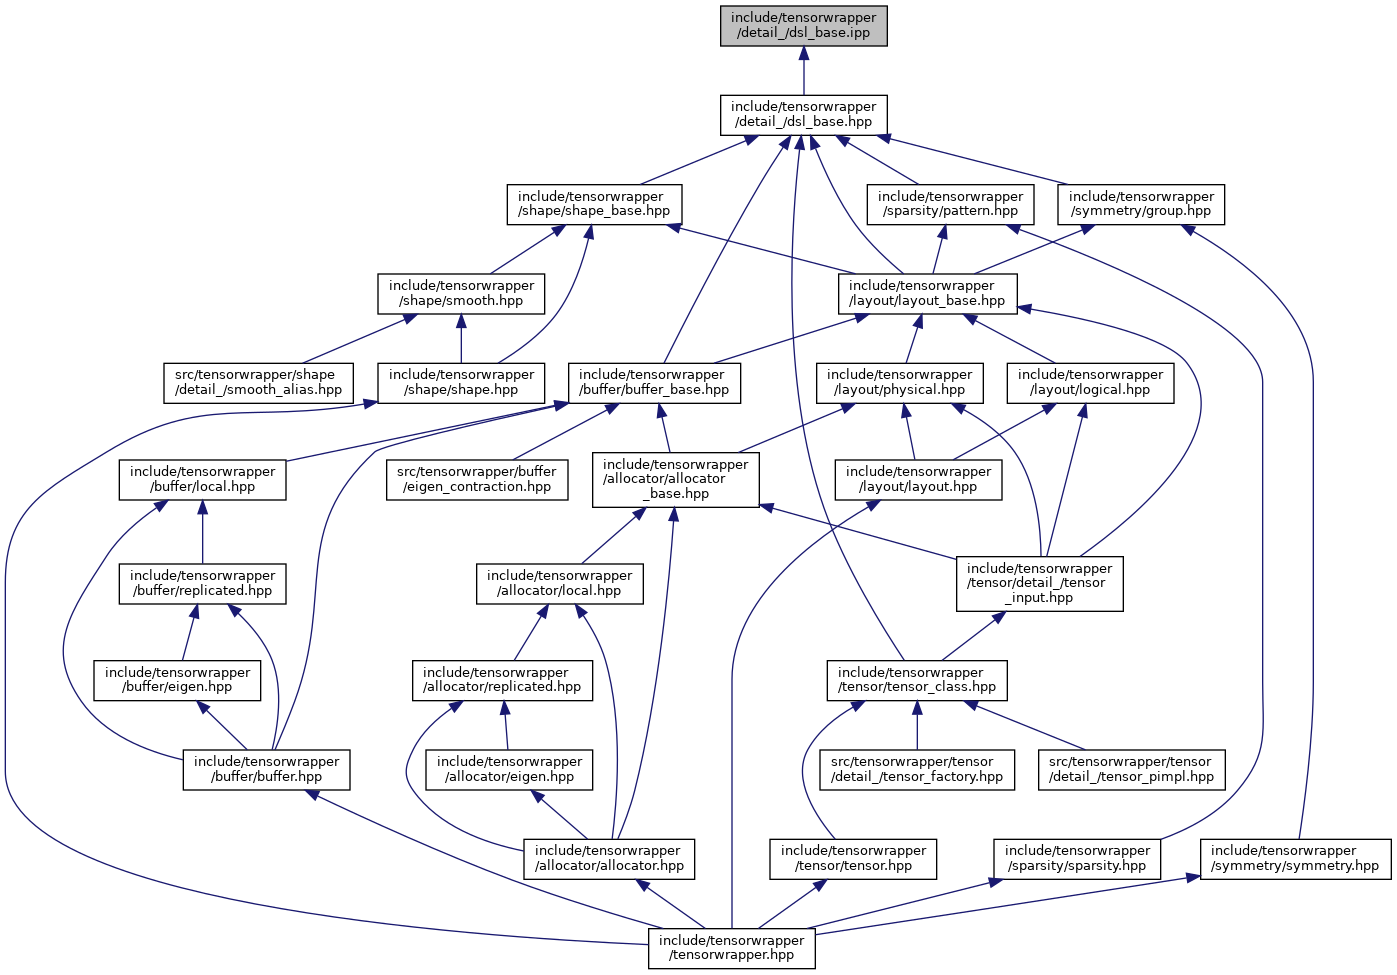 include/tensorwrapper
/detail_/dsl_base.ipp
include/tensorwrapper
/detail_/dsl_base.hpp
include/tensorwrapper
/shape/shape_base.hpp
include/tensorwrapper
/sparsity/pattern.hpp
include/tensorwrapper
/symmetry/group.hpp
include/tensorwrapper
/shape/smooth.hpp
include/tensorwrapper
/layout/layout_base.hpp
src/tensorwrapper/shape
/detail_/smooth_alias.hpp
include/tensorwrapper
/shape/shape.hpp
include/tensorwrapper
/buffer/buffer_base.hpp
include/tensorwrapper
/layout/physical.hpp
include/tensorwrapper
/layout/logical.hpp
include/tensorwrapper
/buffer/local.hpp
src/tensorwrapper/buffer
/eigen_contraction.hpp
include/tensorwrapper
/allocator/allocator
_base.hpp
include/tensorwrapper
/layout/layout.hpp
include/tensorwrapper
/buffer/replicated.hpp
include/tensorwrapper
/allocator/local.hpp
include/tensorwrapper
/tensor/detail_/tensor
_input.hpp
include/tensorwrapper
/buffer/eigen.hpp
include/tensorwrapper
/allocator/replicated.hpp
include/tensorwrapper
/tensor/tensor_class.hpp
include/tensorwrapper
/buffer/buffer.hpp
include/tensorwrapper
/allocator/eigen.hpp
src/tensorwrapper/tensor
/detail_/tensor_factory.hpp
src/tensorwrapper/tensor
/detail_/tensor_pimpl.hpp
include/tensorwrapper
/allocator/allocator.hpp
include/tensorwrapper
/tensor/tensor.hpp
include/tensorwrapper
/sparsity/sparsity.hpp
include/tensorwrapper
/symmetry/symmetry.hpp
include/tensorwrapper
/tensorwrapper.hpp